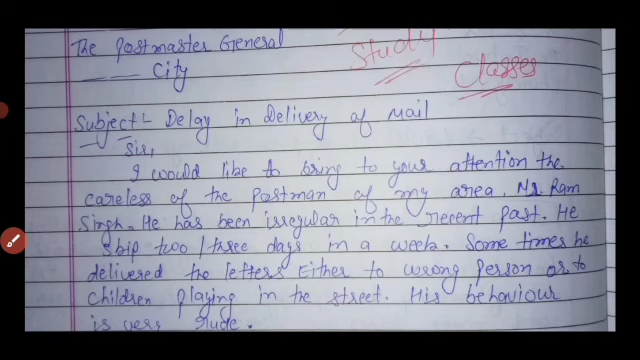 The Postmaster General
Study
City
Classes
Subject:- Delay in Delivery of Mail
Sir,
I would like to bring to your attention the
careless of the postman of my area. Mr. Ram
Singh. He has been irregular in the recent past. He
skip two / three days in a week. Some times he
delivered the letters Either to wrong person or to
children playing in the street. His behaviour
is very rude.